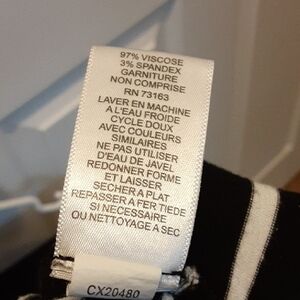 97% VISCOSE
3% SPANDEX
GARNITURE
NON COMPRISE
RN 73163
LAVER EN MACHINE
A L'EAU FROIDE
CYCLE DOUX
AVEC COULEURS
SIMILAIRES
NE PAS UTILISER
D'EAU DE JAVEL
REDONNER FORME
ET LAISSER
SECHER A PLAT
REPASSER A FER TIEDE
SI NECESSAIRE
OU NETTOYAGE A SEC
CX20480